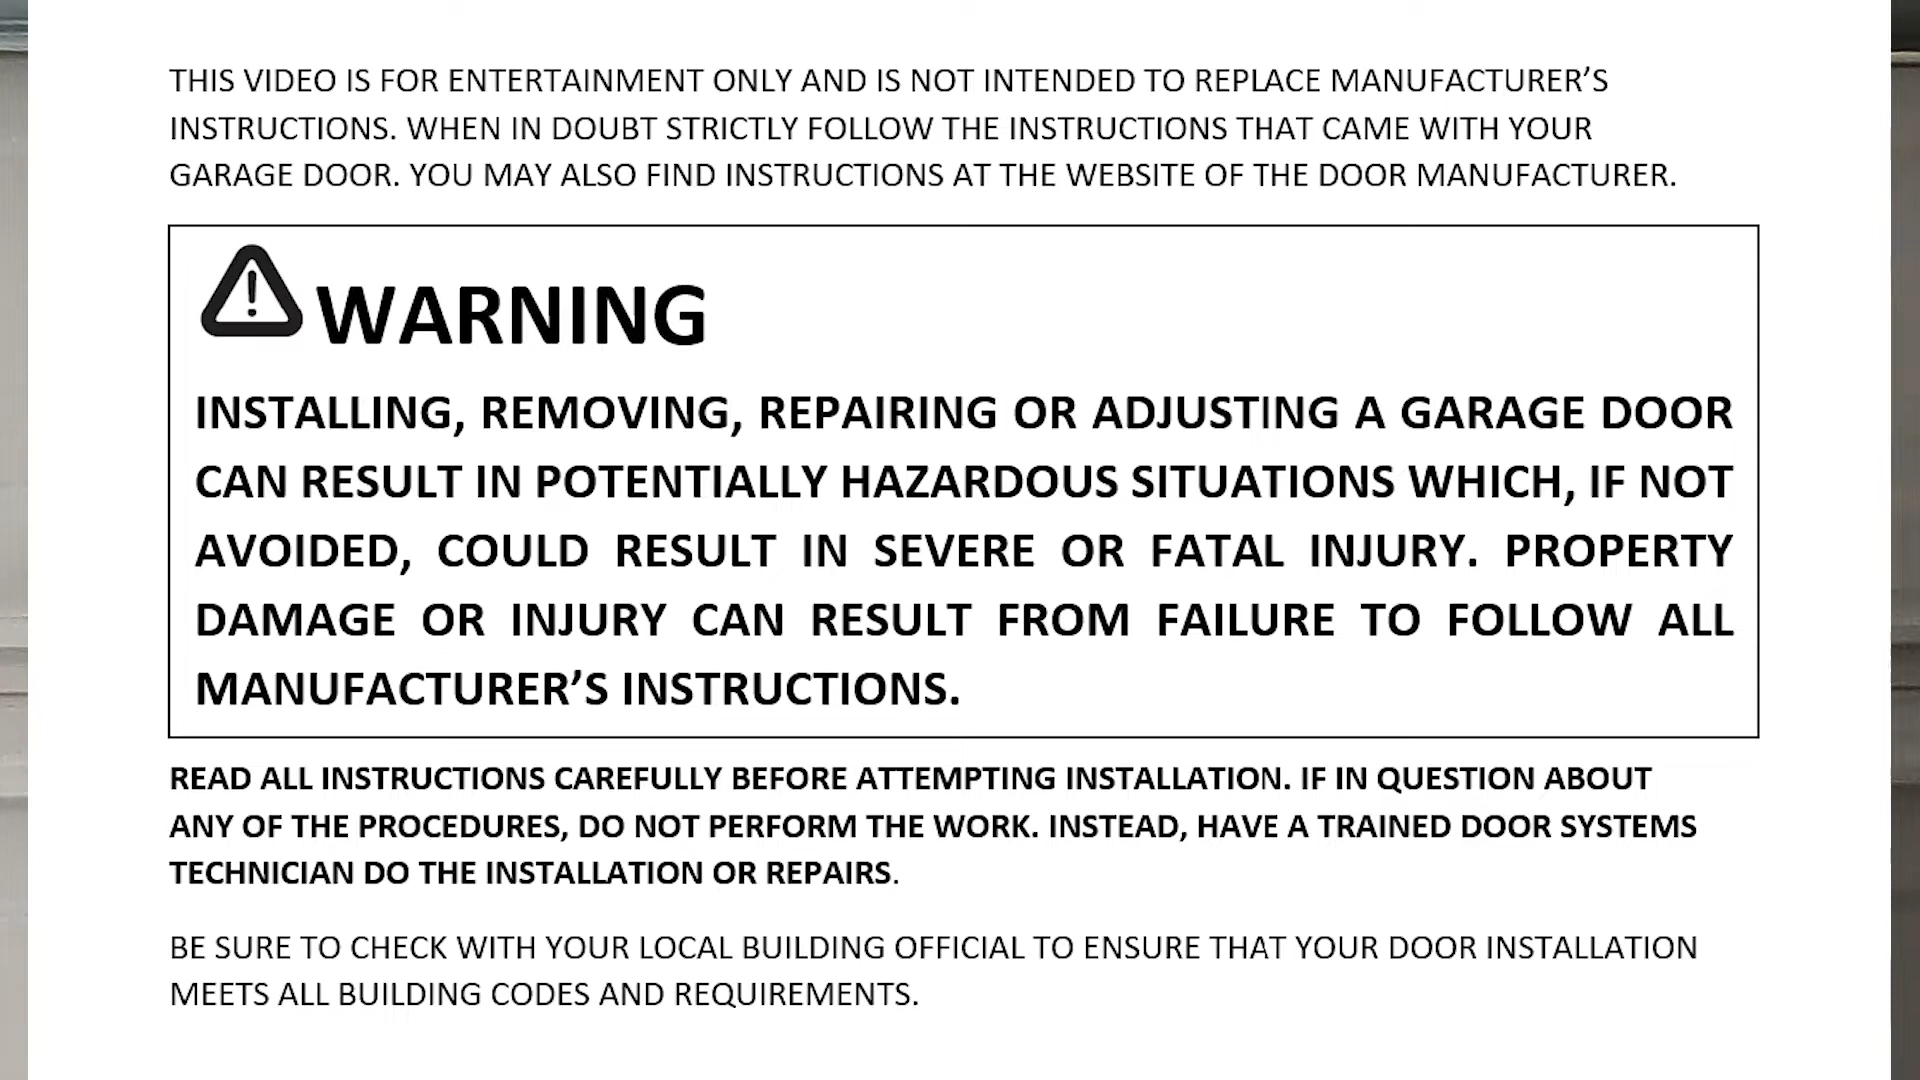 THIS VIDEO IS FOR ENTERTAINMENT ONLY AND IS NOT INTENDED TO REPLACE MANUFACTURER’S
INSTRUCTIONS. WHEN IN DOUBT STRICTLY FOLLOW THE INSTRUCTIONS THAT CAME WITH YOUR
GARAGE DOOR. YOU MAY ALSO FIND INSTRUCTIONS AT THE WEBSITE OF THE DOOR MANUFACTURER.
WARNING
INSTALLING, REMOVING, REPAIRING OR ADJUSTING A GARAGE DOOR
CAN RESULT IN POTENTIALLY HAZARDOUS SITUATIONS WHICH, IF NOT
AVOIDED, COULD RESULT IN SEVERE OR FATAL INJURY. PROPERTY
DAMAGE OR INJURY CAN RESULT FROM FAILURE TO FOLLOW ALL
MANUFACTURER’S INSTRUCTIONS.
READ ALL INSTRUCTIONS CAREFULLY BEFORE ATTEMPTING INSTALLATION. IF IN QUESTION ABOUT
ANY OF THE PROCEDURES, DO NOT PERFORM THE WORK. INSTEAD, HAVE A TRAINED DOOR SYSTEMS
TECHNICIAN DO THE INSTALLATION OR REPAIRS.
BE SURE TO CHECK WITH YOUR LOCAL BUILDING OFFICIAL TO ENSURE THAT YOUR DOOR INSTALLATION
MEETS ALL BUILDING CODES AND REQUIREMENTS.